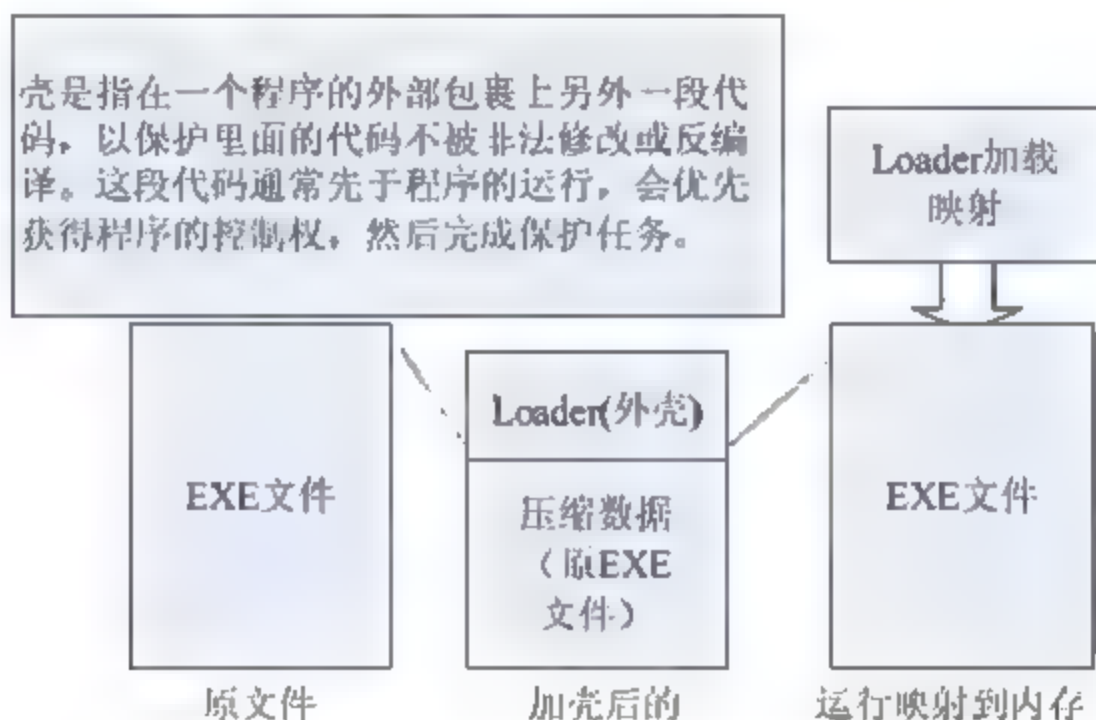 壳是指在一个程序的外部包裹上另外一段代
码，以保护里面的代码不被非法修改或反编
译。这段代码通常先于程序的运行，会优先
获得程序的控制权，然后完成保护任务。
Loader加载
映射
EXE文件
Loader(外壳)
压缩数据
（原EXE
文件）
EXE文件
原文件
加壳后的
运行映射到内存